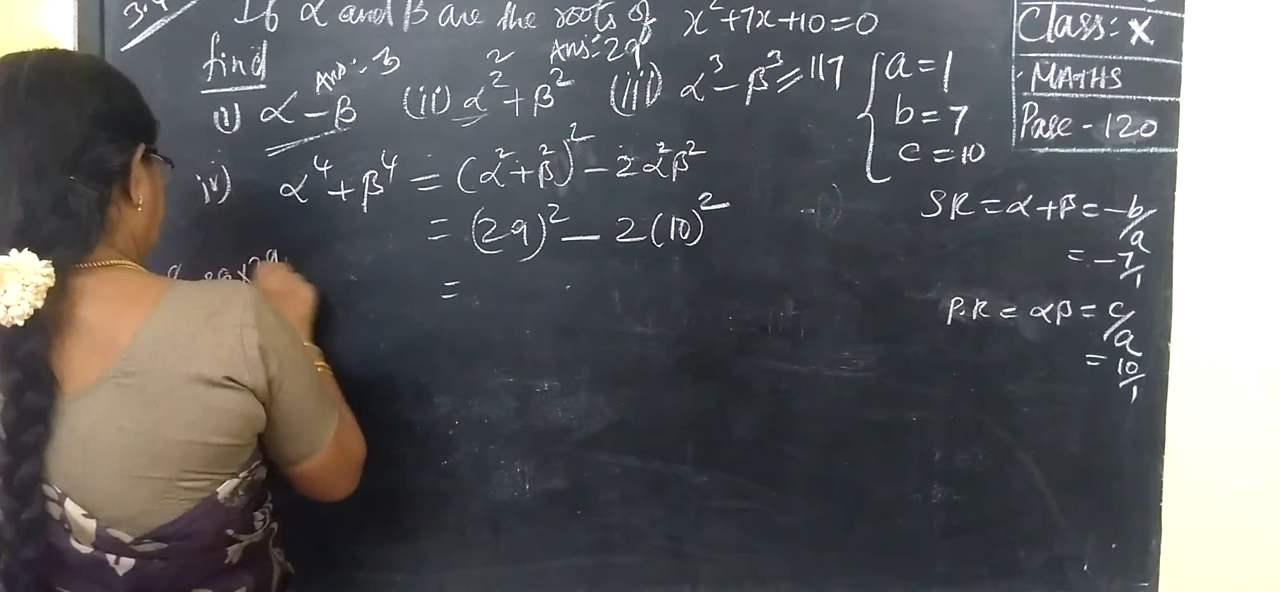 If α and β are the roots of x²+7x+10=0
find
Ans:- 3
Ans:- 29
i) α-β (ii) α²+β² (iii) α³-β³ = 117
a=1
b=7
c=10
iv) α⁴+β⁴ = (α²+β²)² - 2α²β²
= (29)² - 2(10)²
=
Class: X
MATHS
Page - 120
SR = α+β = -b/a
= -7/1
PR = αβ = c/a
= 10/1